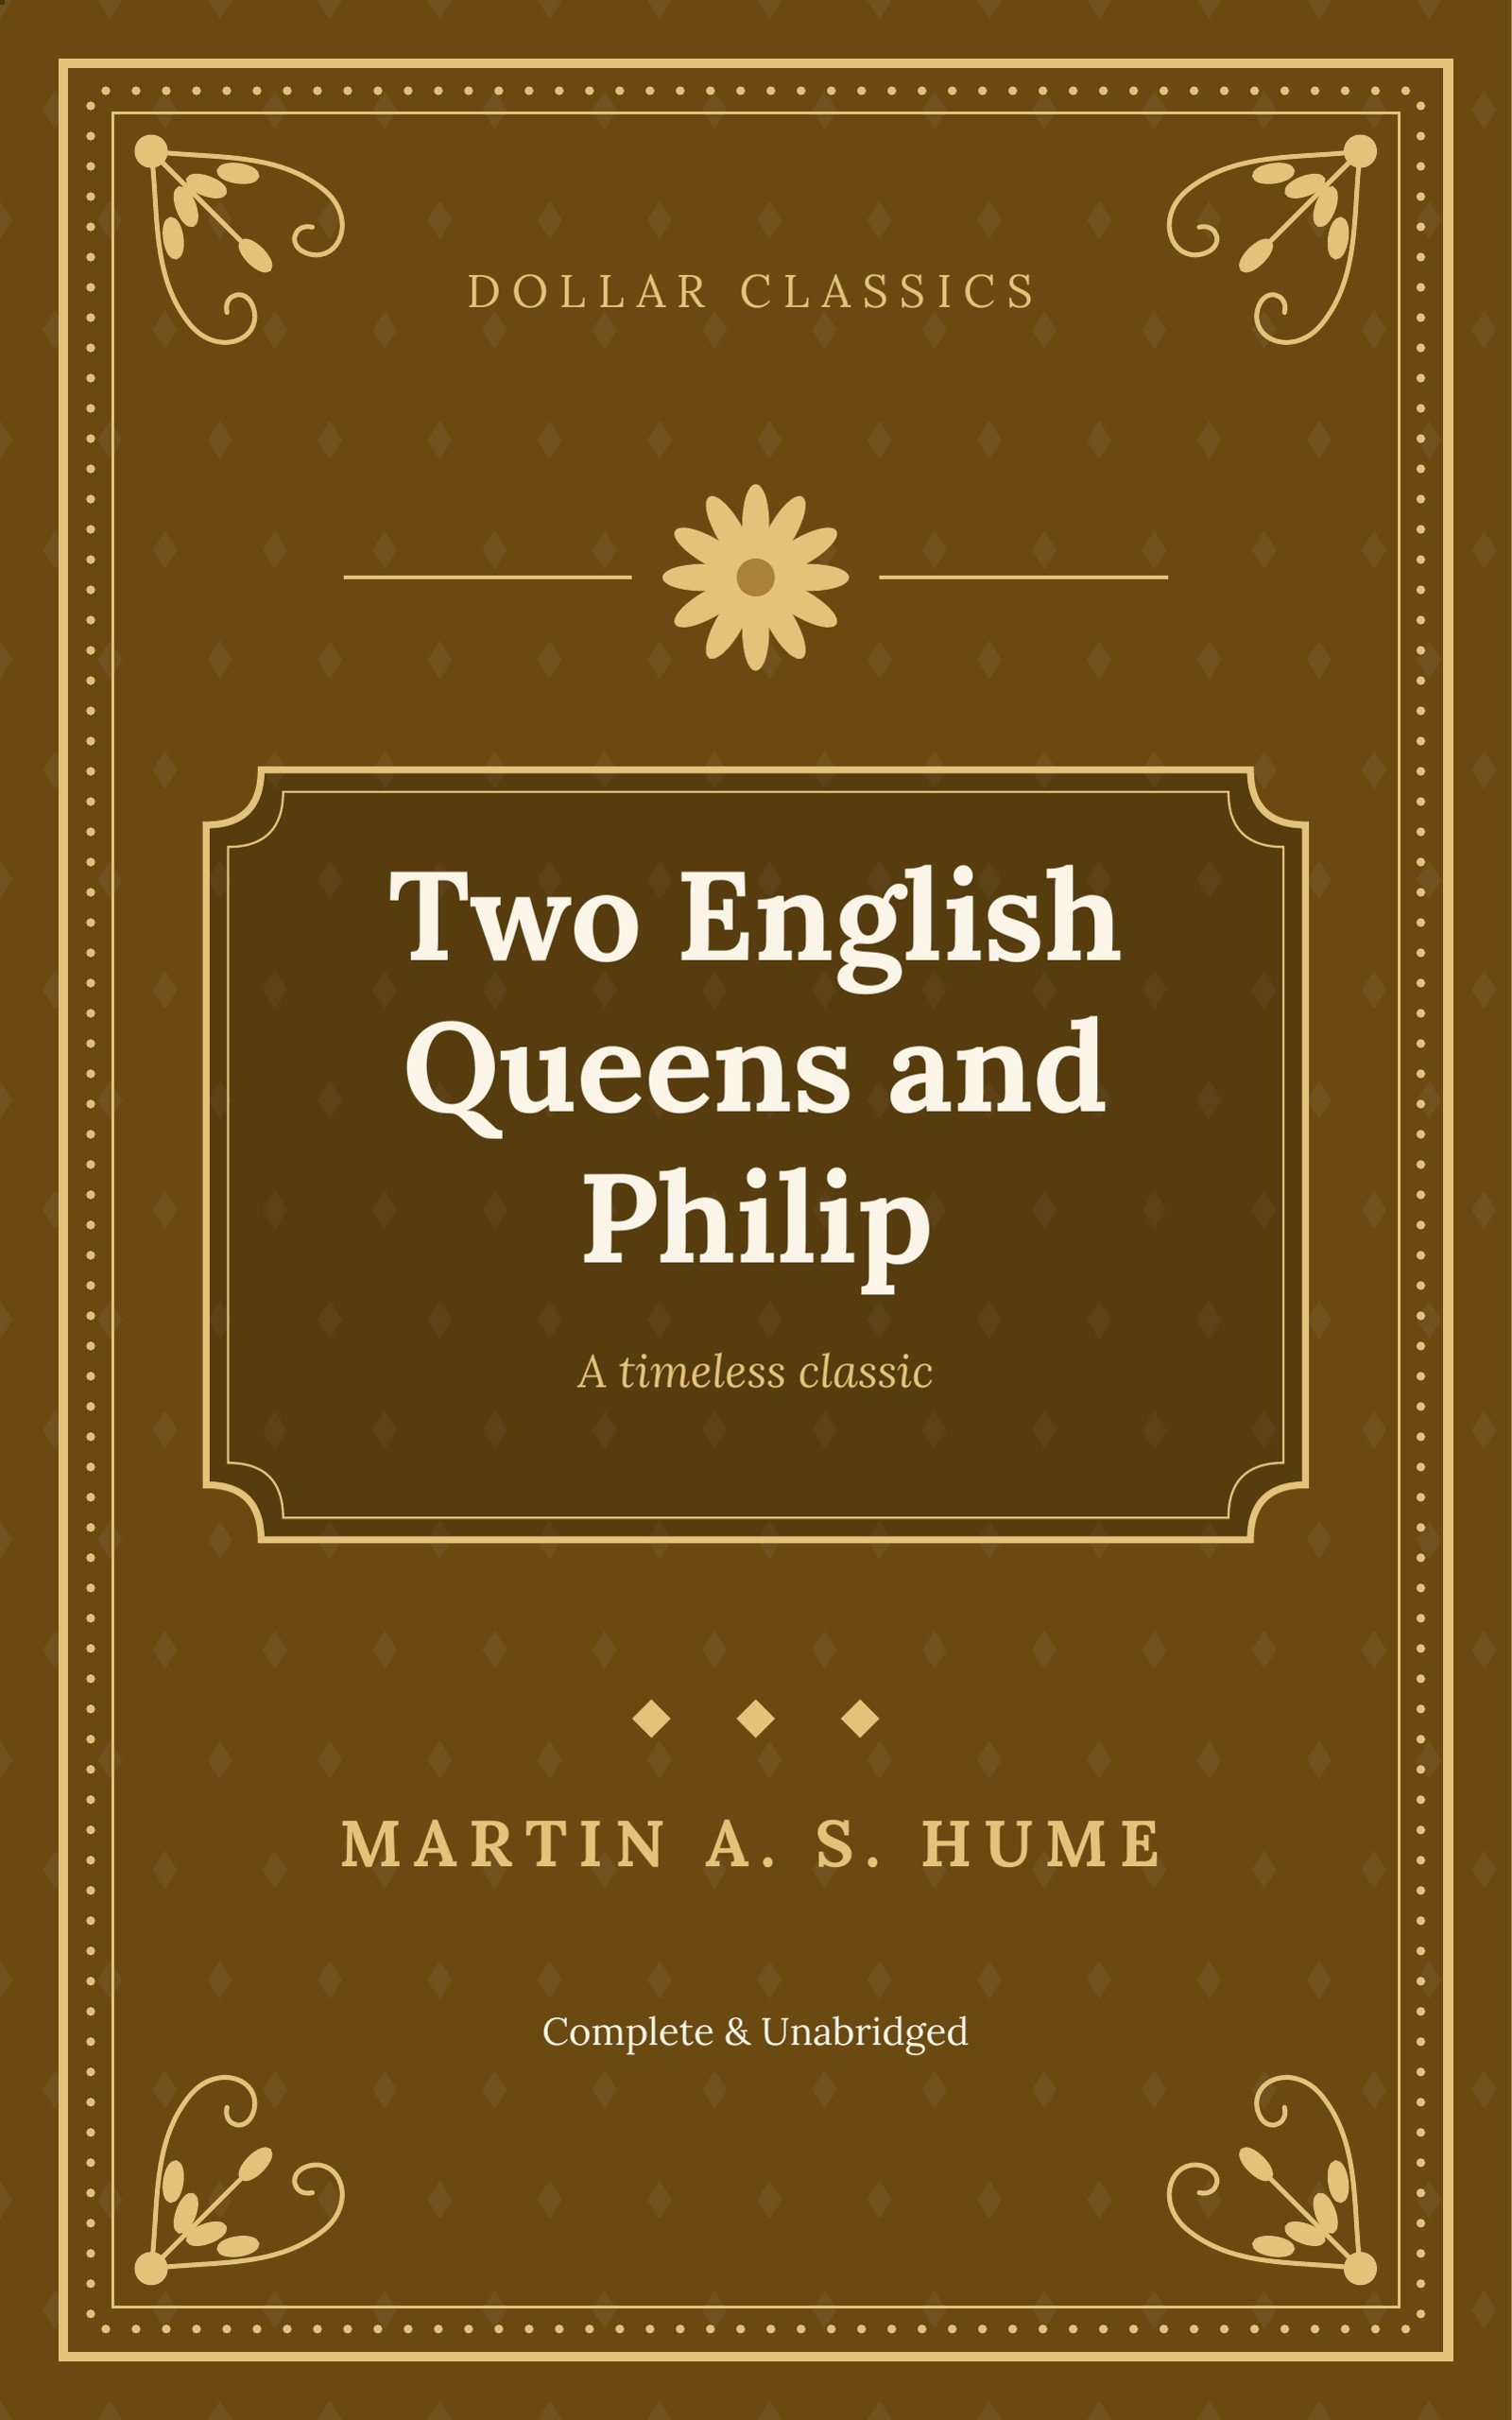 DOLLAR CLASSICS
Two English
Queens and
Philip
A timeless classic
MARTIN A. S. HUME
Complete & Unabridged